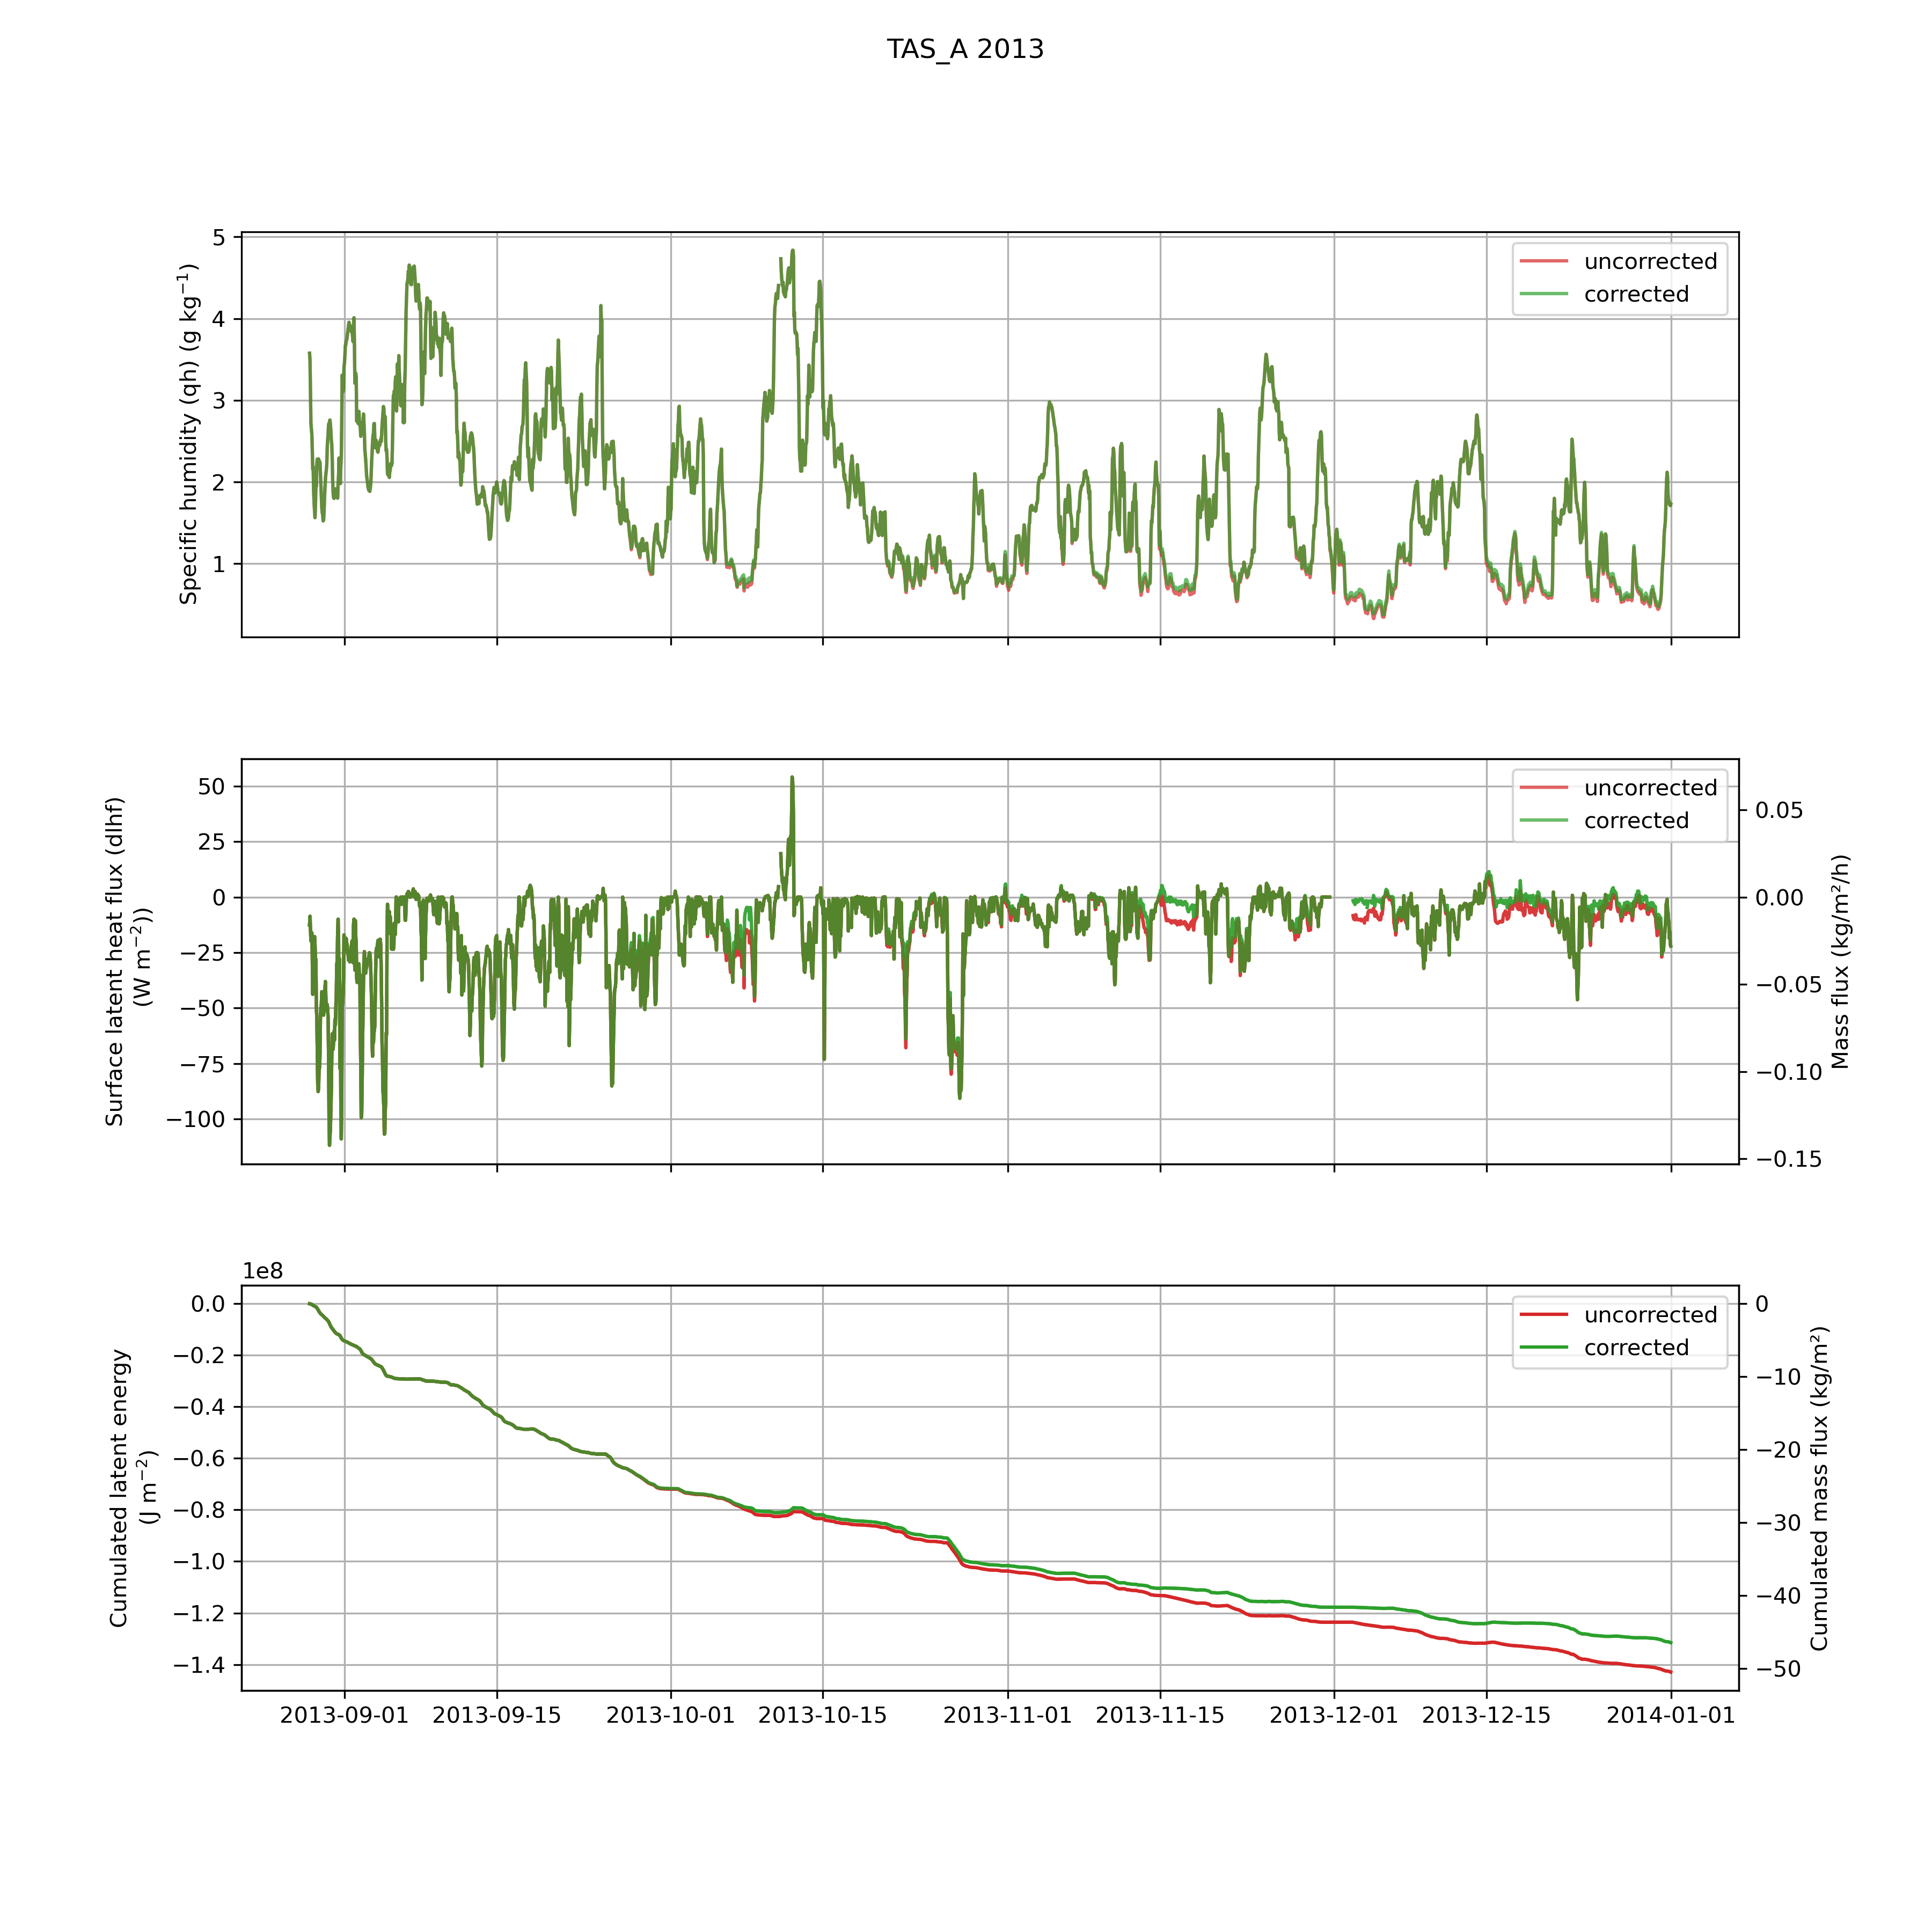 TAS_A 2013
Specific humidity (qh) (g kg⁻¹)
5
4
3
2
1
uncorrected
corrected
Surface latent heat flux (dlhf)
(W m⁻²))
50
25
0
−25
−50
−75
−100
uncorrected
corrected
0.05
0.00
−0.05
−0.10
−0.15
Mass flux (kg/m²/h)
1e8
Cumulated latent energy
(J m⁻²)
0.0
−0.2
−0.4
−0.6
−0.8
−1.0
−1.2
−1.4
uncorrected
corrected
0
−10
−20
−30
−40
−50
Cumulated mass flux (kg/m²)
2013-09-01 2013-09-15 2013-10-01 2013-10-15 2013-11-01 2013-11-15 2013-12-01 2013-12-15 2014-01-01